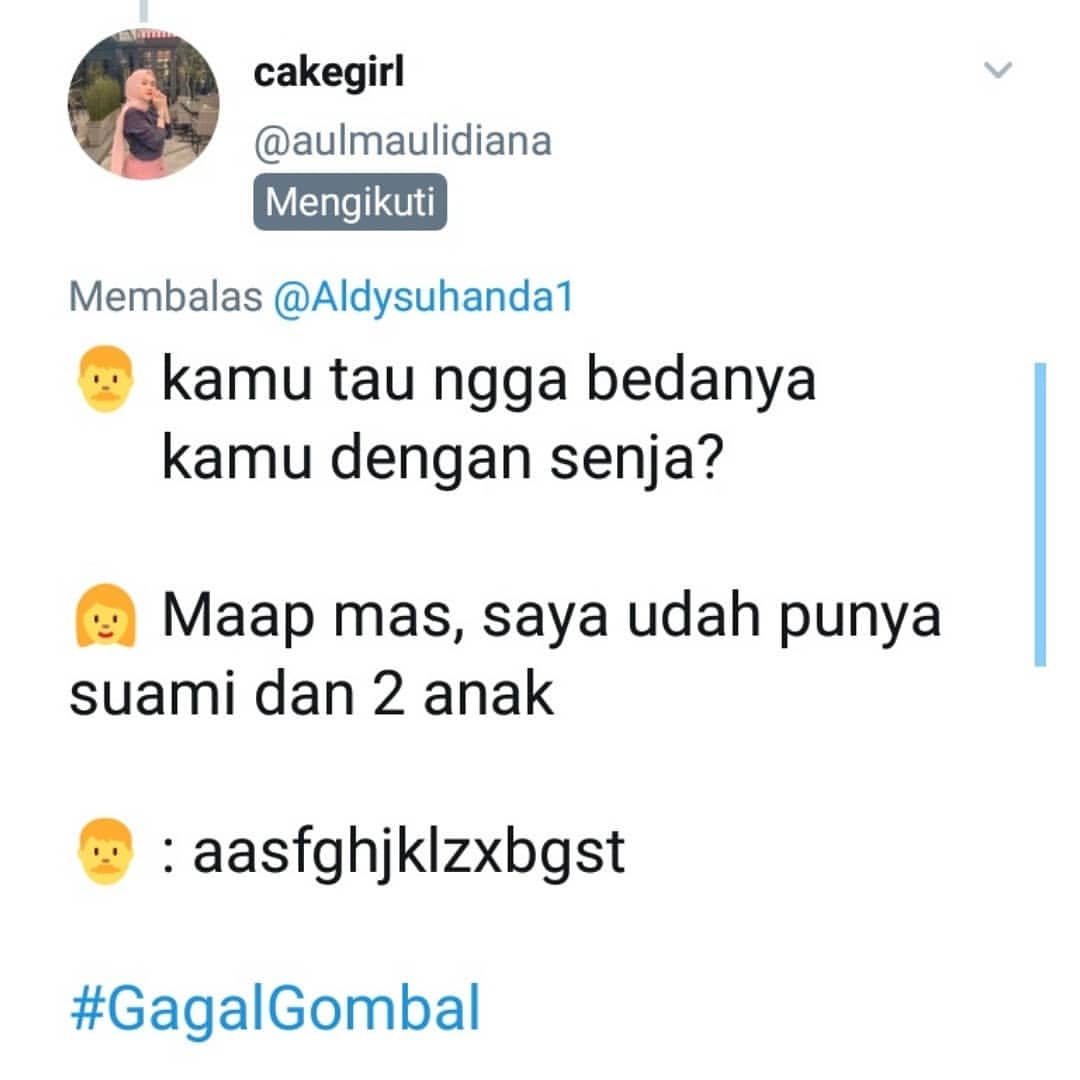 cakegirl
@aulmaulidiana
Mengikuti
Membalas @Aldysuhanda1
👨 kamu tau ngga bedanya
kamu dengan senja?
👩 Maap mas, saya udah punya
suami dan 2 anak
👨 : aasfghjklzxbgst
#GagalGombal